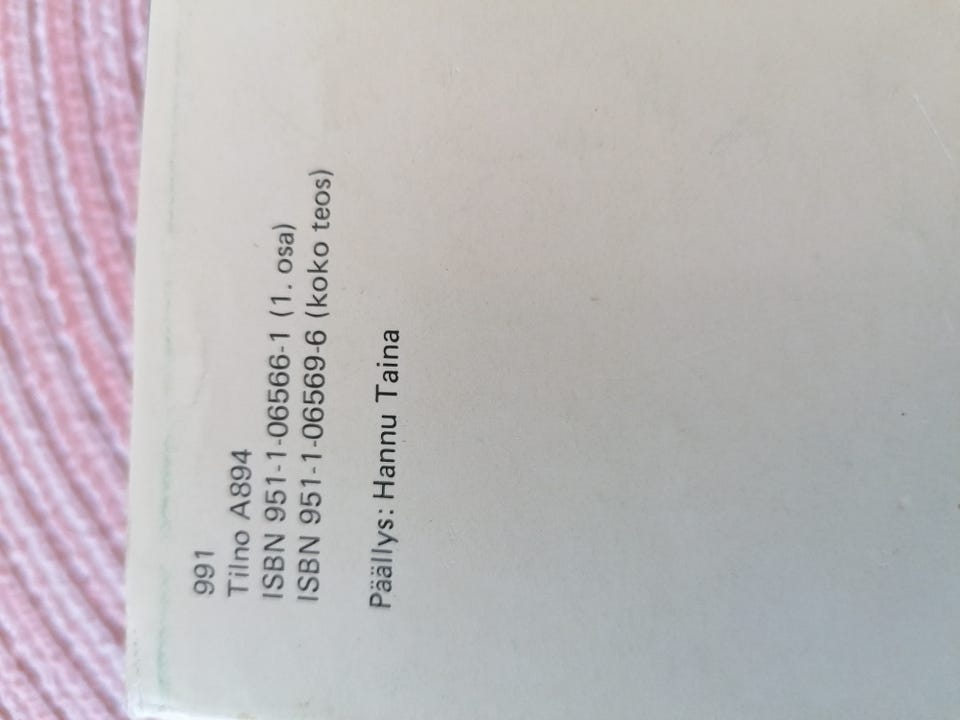 991
Tilno A894
ISBN 951-1-06566-1 (1. osa)
ISBN 951-1-06569-6 (koko teos)
Päällys: Hannu Taina